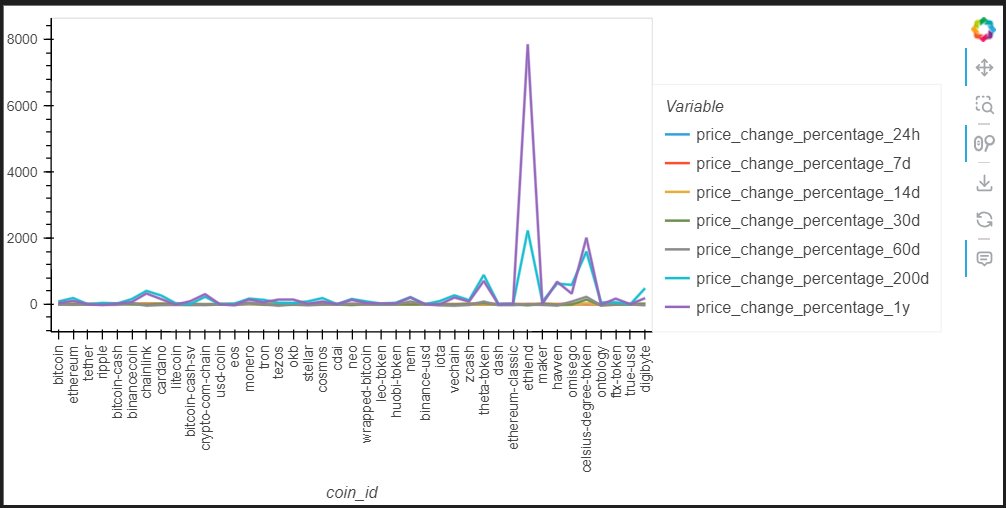 8000
6000
4000
2000
0
bitcoin
ethereum
tether
ripple
bitcoin-cash
binancecoin
chainlink
cardano
litecoin
bitcoin-cash-sv
crypto-com-chain
usd-coin
eos
monero
tron
tezos
okb
stellar
cosmos
cdai
neo
wrapped-bitcoin
leo-token
huobi-token
nem
binance-usd
iota
vechain
zcash
theta-token
dash
ethereum-classic
ethlend
maker
havven
omisego
celsius-degree-token
ontology
ftx-token
true-usd
digibyte
coin_id
Variable
price_change_percentage_24h
price_change_percentage_7d
price_change_percentage_14d
price_change_percentage_30d
price_change_percentage_60d
price_change_percentage_200d
price_change_percentage_1y